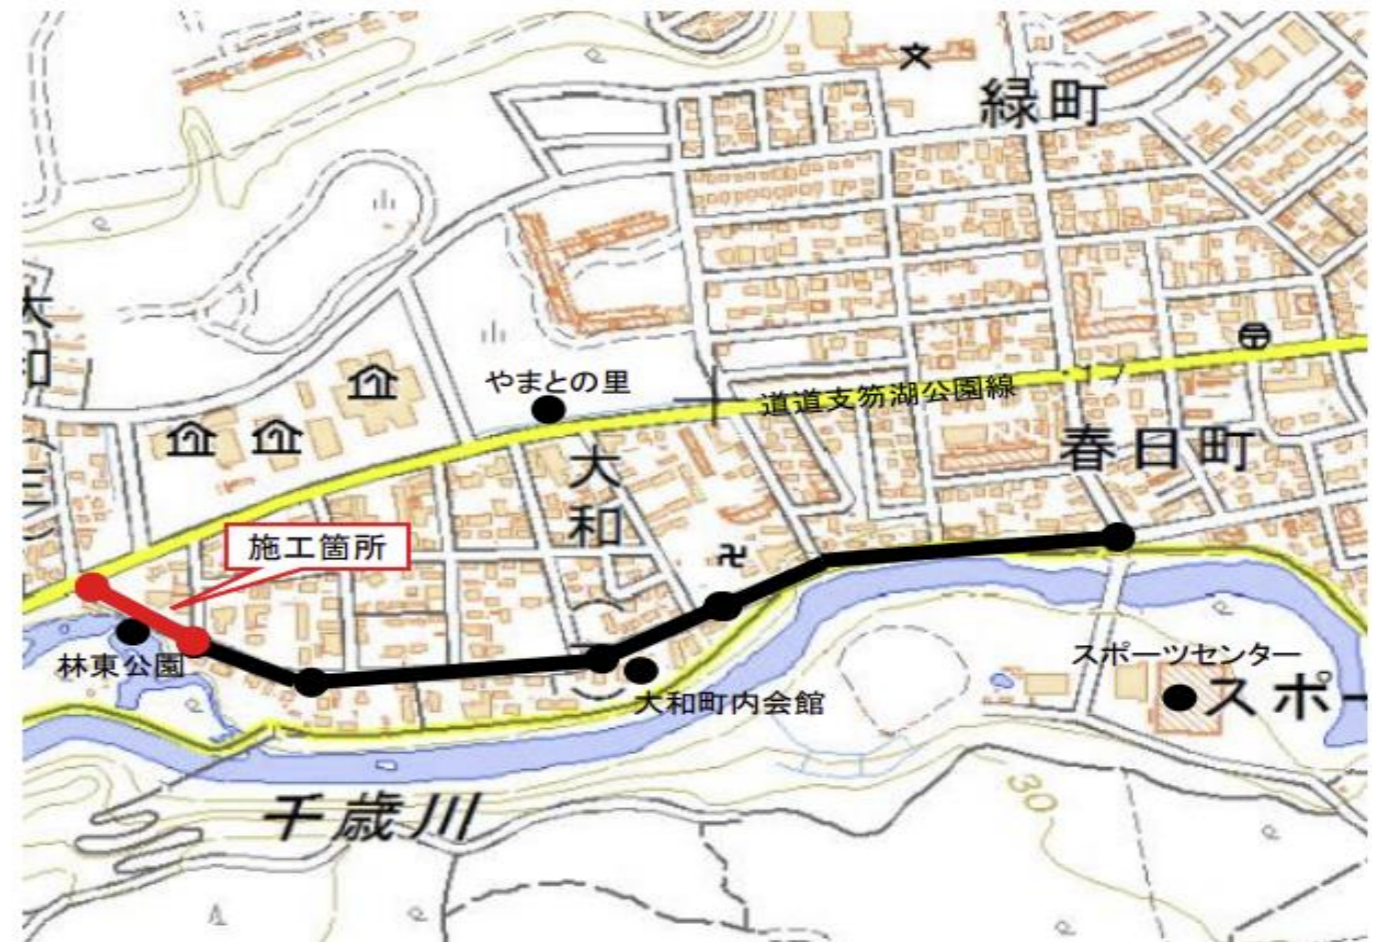 緑町
大和
やまとの里
道道支笏湖公園線
春日町
大和
施工箇所
林東公園
スポーツセンター
スポー
大和町内会館
千歳川
30